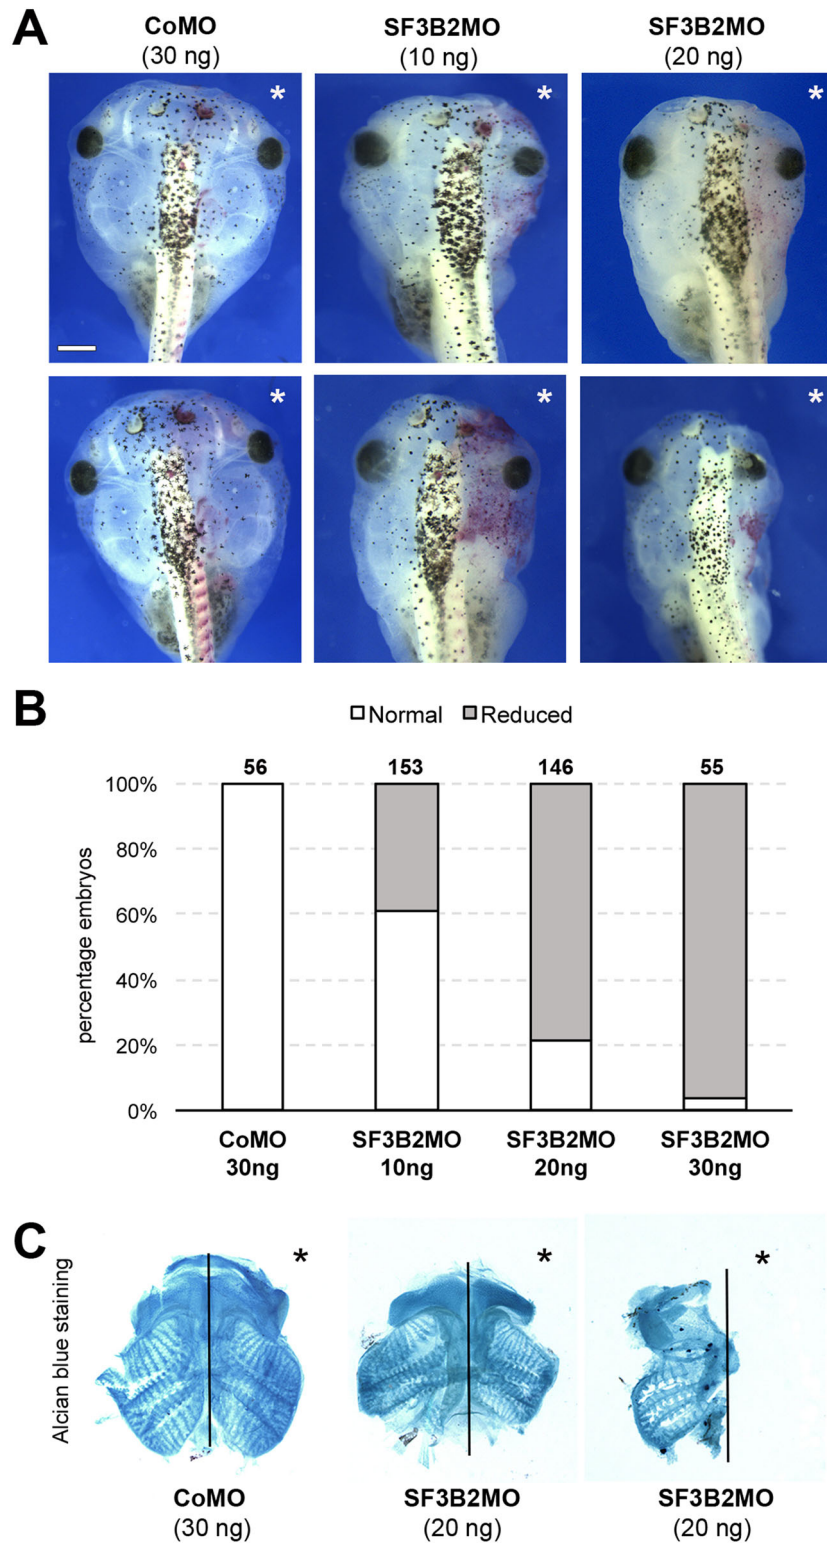 A
CoMO
(30 ng)
SF3B2MO
(10 ng)
SF3B2MO
(20 ng)
*
*
*
*
*
*
B
Normal
Reduced
56
153
146
55
100%
80%
60%
40%
20%
0%
percentage embryos
CoMO
30ng
SF3B2MO
10ng
SF3B2MO
20ng
SF3B2MO
30ng
C
Alcian blue staining
*
*
*
CoMO
(30 ng)
SF3B2MO
(20 ng)
SF3B2MO
(20 ng)